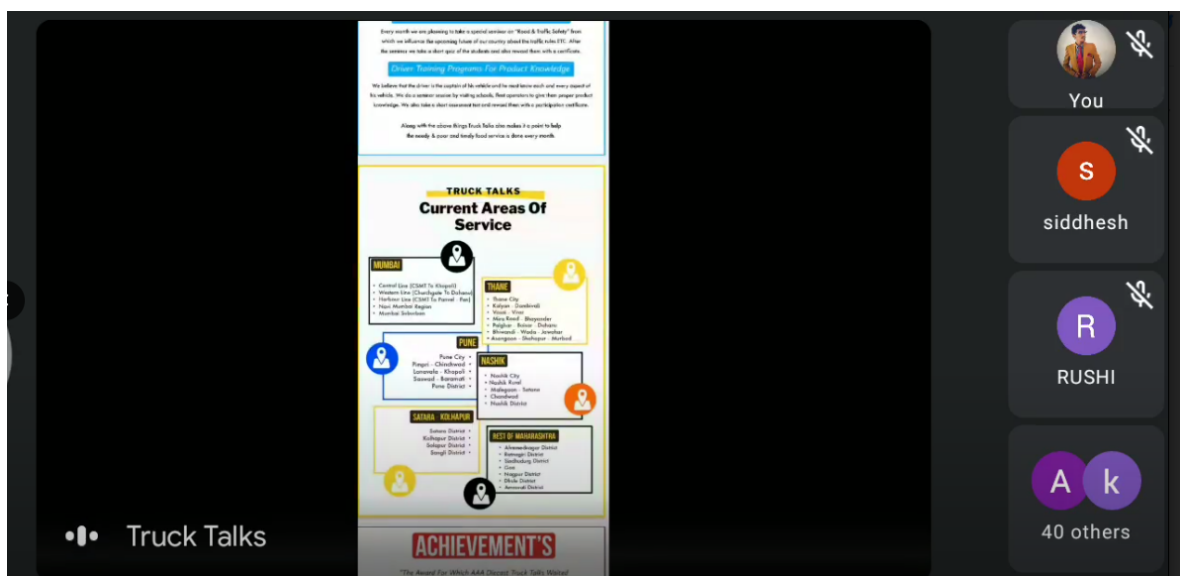 Every month we are planning to take a special seminar on "Road & Traffic Safety" from
which we influence the upcoming future of our country about the traffic rules ETC. After
the seminar we take a short quiz of the students and also reward them with a certificate.
Driver Training Programs For Product Knowledge
We believe that the driver is the captain of his vehicle and he must know each and every aspect of
his vehicle. We do a seminar session by visiting schools, fleet operators to give them proper product
knowledge. We also take a short assessment test and reward them with a participation certificate.
Along with the above things Truck Talks also makes it a point to help
the needy & poor and timely food service is done every month.
TRUCK TALKS
Current Areas Of
Service
MUMBAI
• Central Line (CSMT To Khopoli)
• Western Line (Churchgate To Dahanu)
• Harbour Line (CSMT To Panvel - Pen)
• Navi Mumbai Region
• Mumbai Suburban
THANE
• Thane City
• Kalyan - Dombivali
• Vasai - Virar
• Mira Road - Bhayander
• Palghar - Boisar - Dahanu
• Bhiwandi - Wada - Jawahar
• Asangaon - Shahapur - Murbad
PUNE
Pune City •
Pimpri - Chinchwad •
Lonavala - Khopoli •
Saswad - Baramati •
Pune District •
NASHIK
• Nashik City
• Nashik Rural
• Malegaon - Satana
• Chandwad
• Nashik District
SATARA - KOLHAPUR
Satara District •
Kolhapur District •
Solapur District •
Sangli District •
REST OF MAHARASHTRA
• Ahmednagar District
• Ratnagiri District
• Sindhudurg District
• Goa
• Nagpur District
• Dhule District
• Amravati District
ACHIEVEMENT'S
"The Award For Which AAA Diecast Truck Talks Waited
Truck Talks
You
S
siddhesh
R
RUSHI
A k
40 others